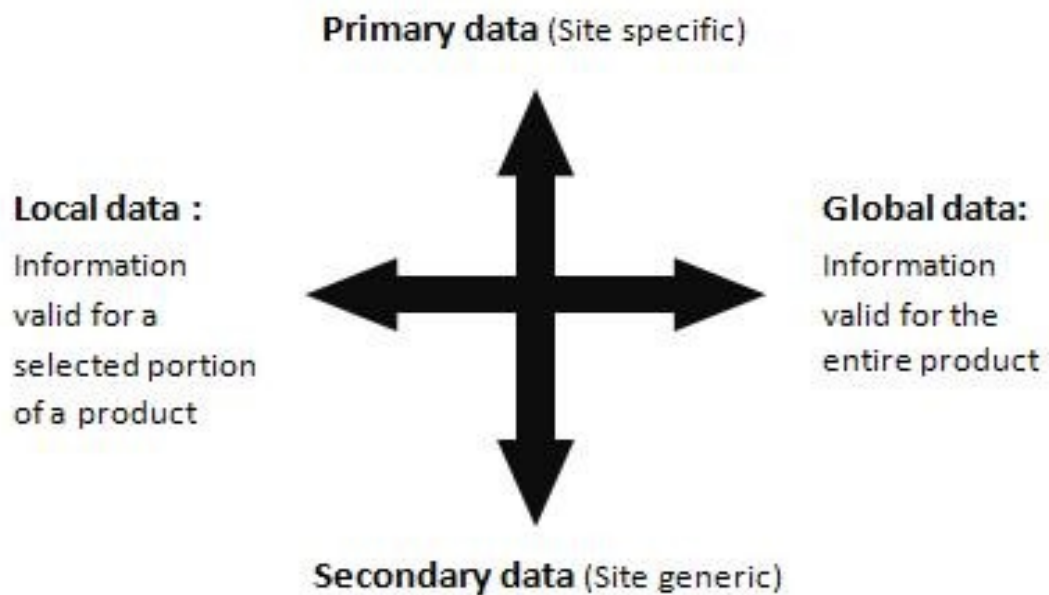 Primary data (Site specific)
Local data :
Information
valid for a
selected portion
of a product
Global data:
Information
valid for the
entire product
Secondary data (Site generic)